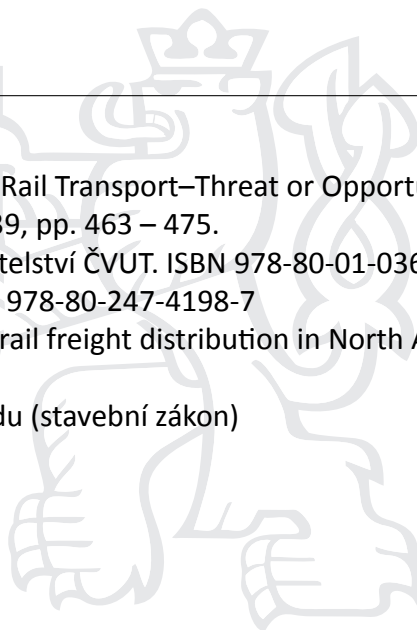 Rail Transport–Threat or Opport
39, pp. 463 – 475.
telství ČVUT. ISBN 978-80-01-036
978-80-247-4198-7
rail freight distribution in North
du (stavební zákon)